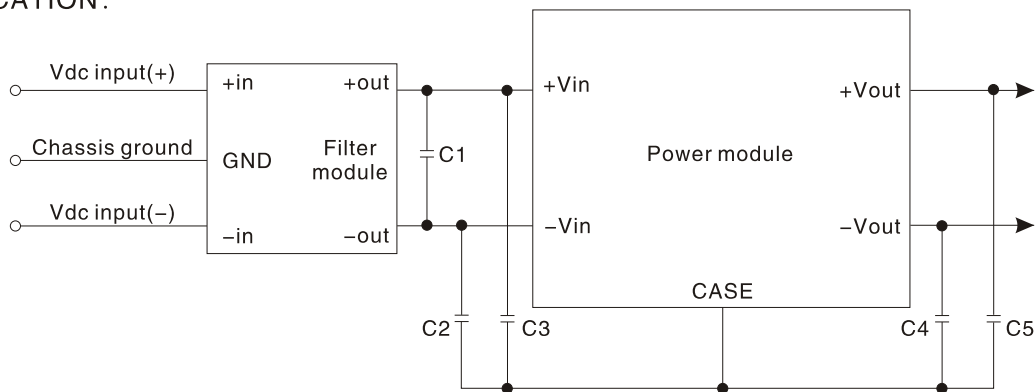 Vdc input(+)
+in
+out
+Vin
+Vout
Chassis ground
GND
Filter
module
C1
Power module
Vdc input(−)
−in
−out
−Vin
−Vout
CASE
C2
C3
C4
C5